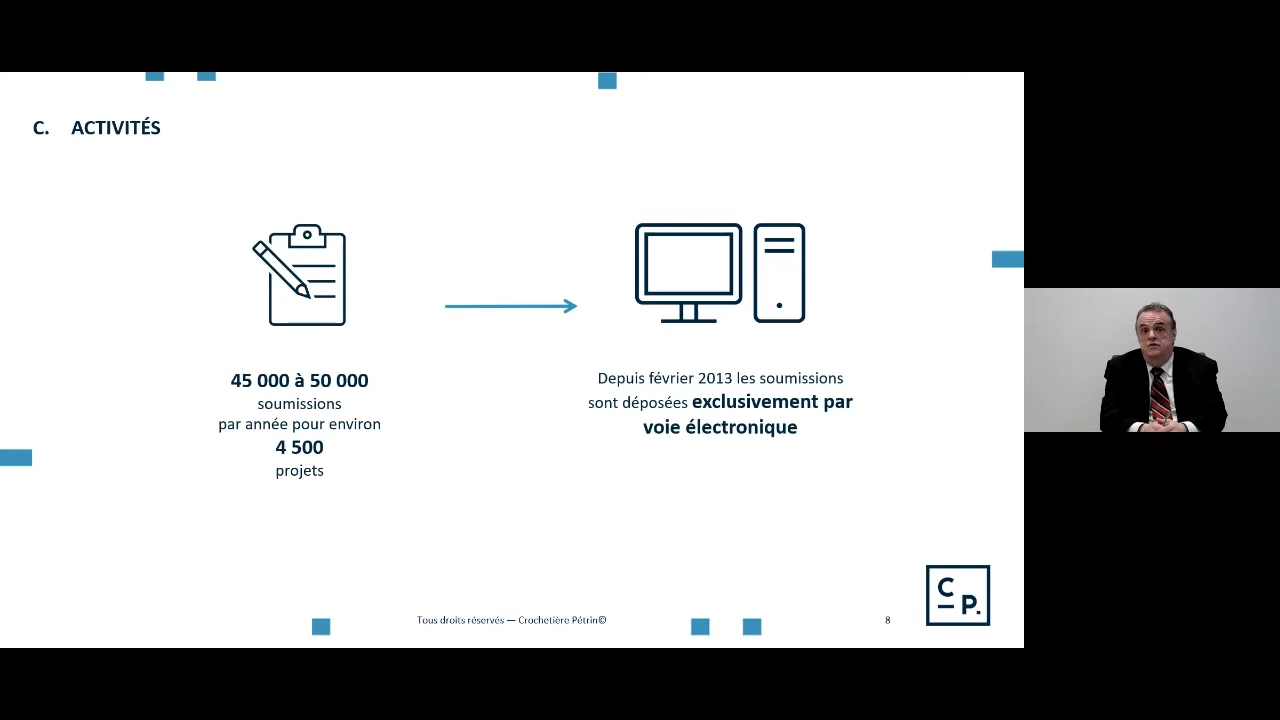 C. ACTIVITÉS
45 000 à 50 000
soumissions
par année pour environ
4 500
projets
Depuis février 2013 les soumissions
sont déposées exclusivement par
voie électronique
Tous droits réservés — Crochetière Pétrin©
8
C
P.